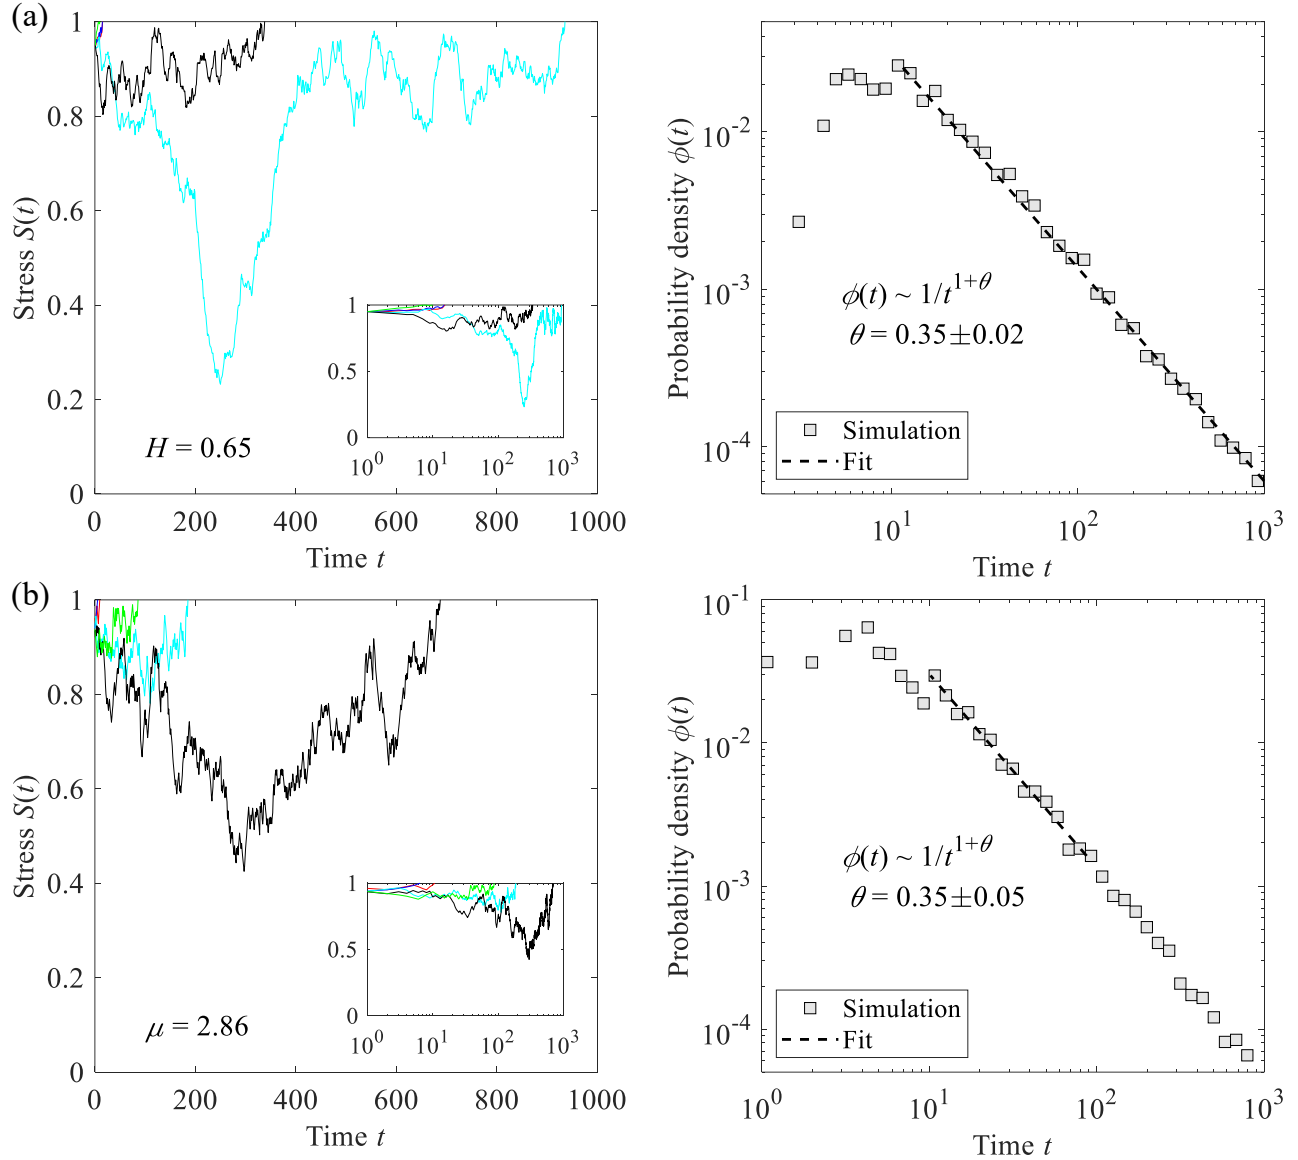 (a)
1
0.8
0.6
0.4
0.2
0
Stress S(t)
H = 0.65
1
0.5
0
10^0 10^1 10^2 10^3
0 200 400 600 800 1000
Time t
10^-2
10^-3
10^-4
Probability density ϕ(t)
ϕ(t) ~ 1/t^{1+θ}
θ = 0.35±0.02
Simulation
Fit
10^1 10^2 10^3
Time t
(b)
1
0.8
0.6
0.4
0.2
0
Stress S(t)
μ = 2.86
1
0.5
0
10^0 10^1 10^2 10^3
0 200 400 600 800 1000
Time t
10^-1
10^-2
10^-3
10^-4
Probability density ϕ(t)
ϕ(t) ~ 1/t^{1+θ}
θ = 0.35±0.05
Simulation
Fit
10^0 10^1 10^2 10^3
Time t